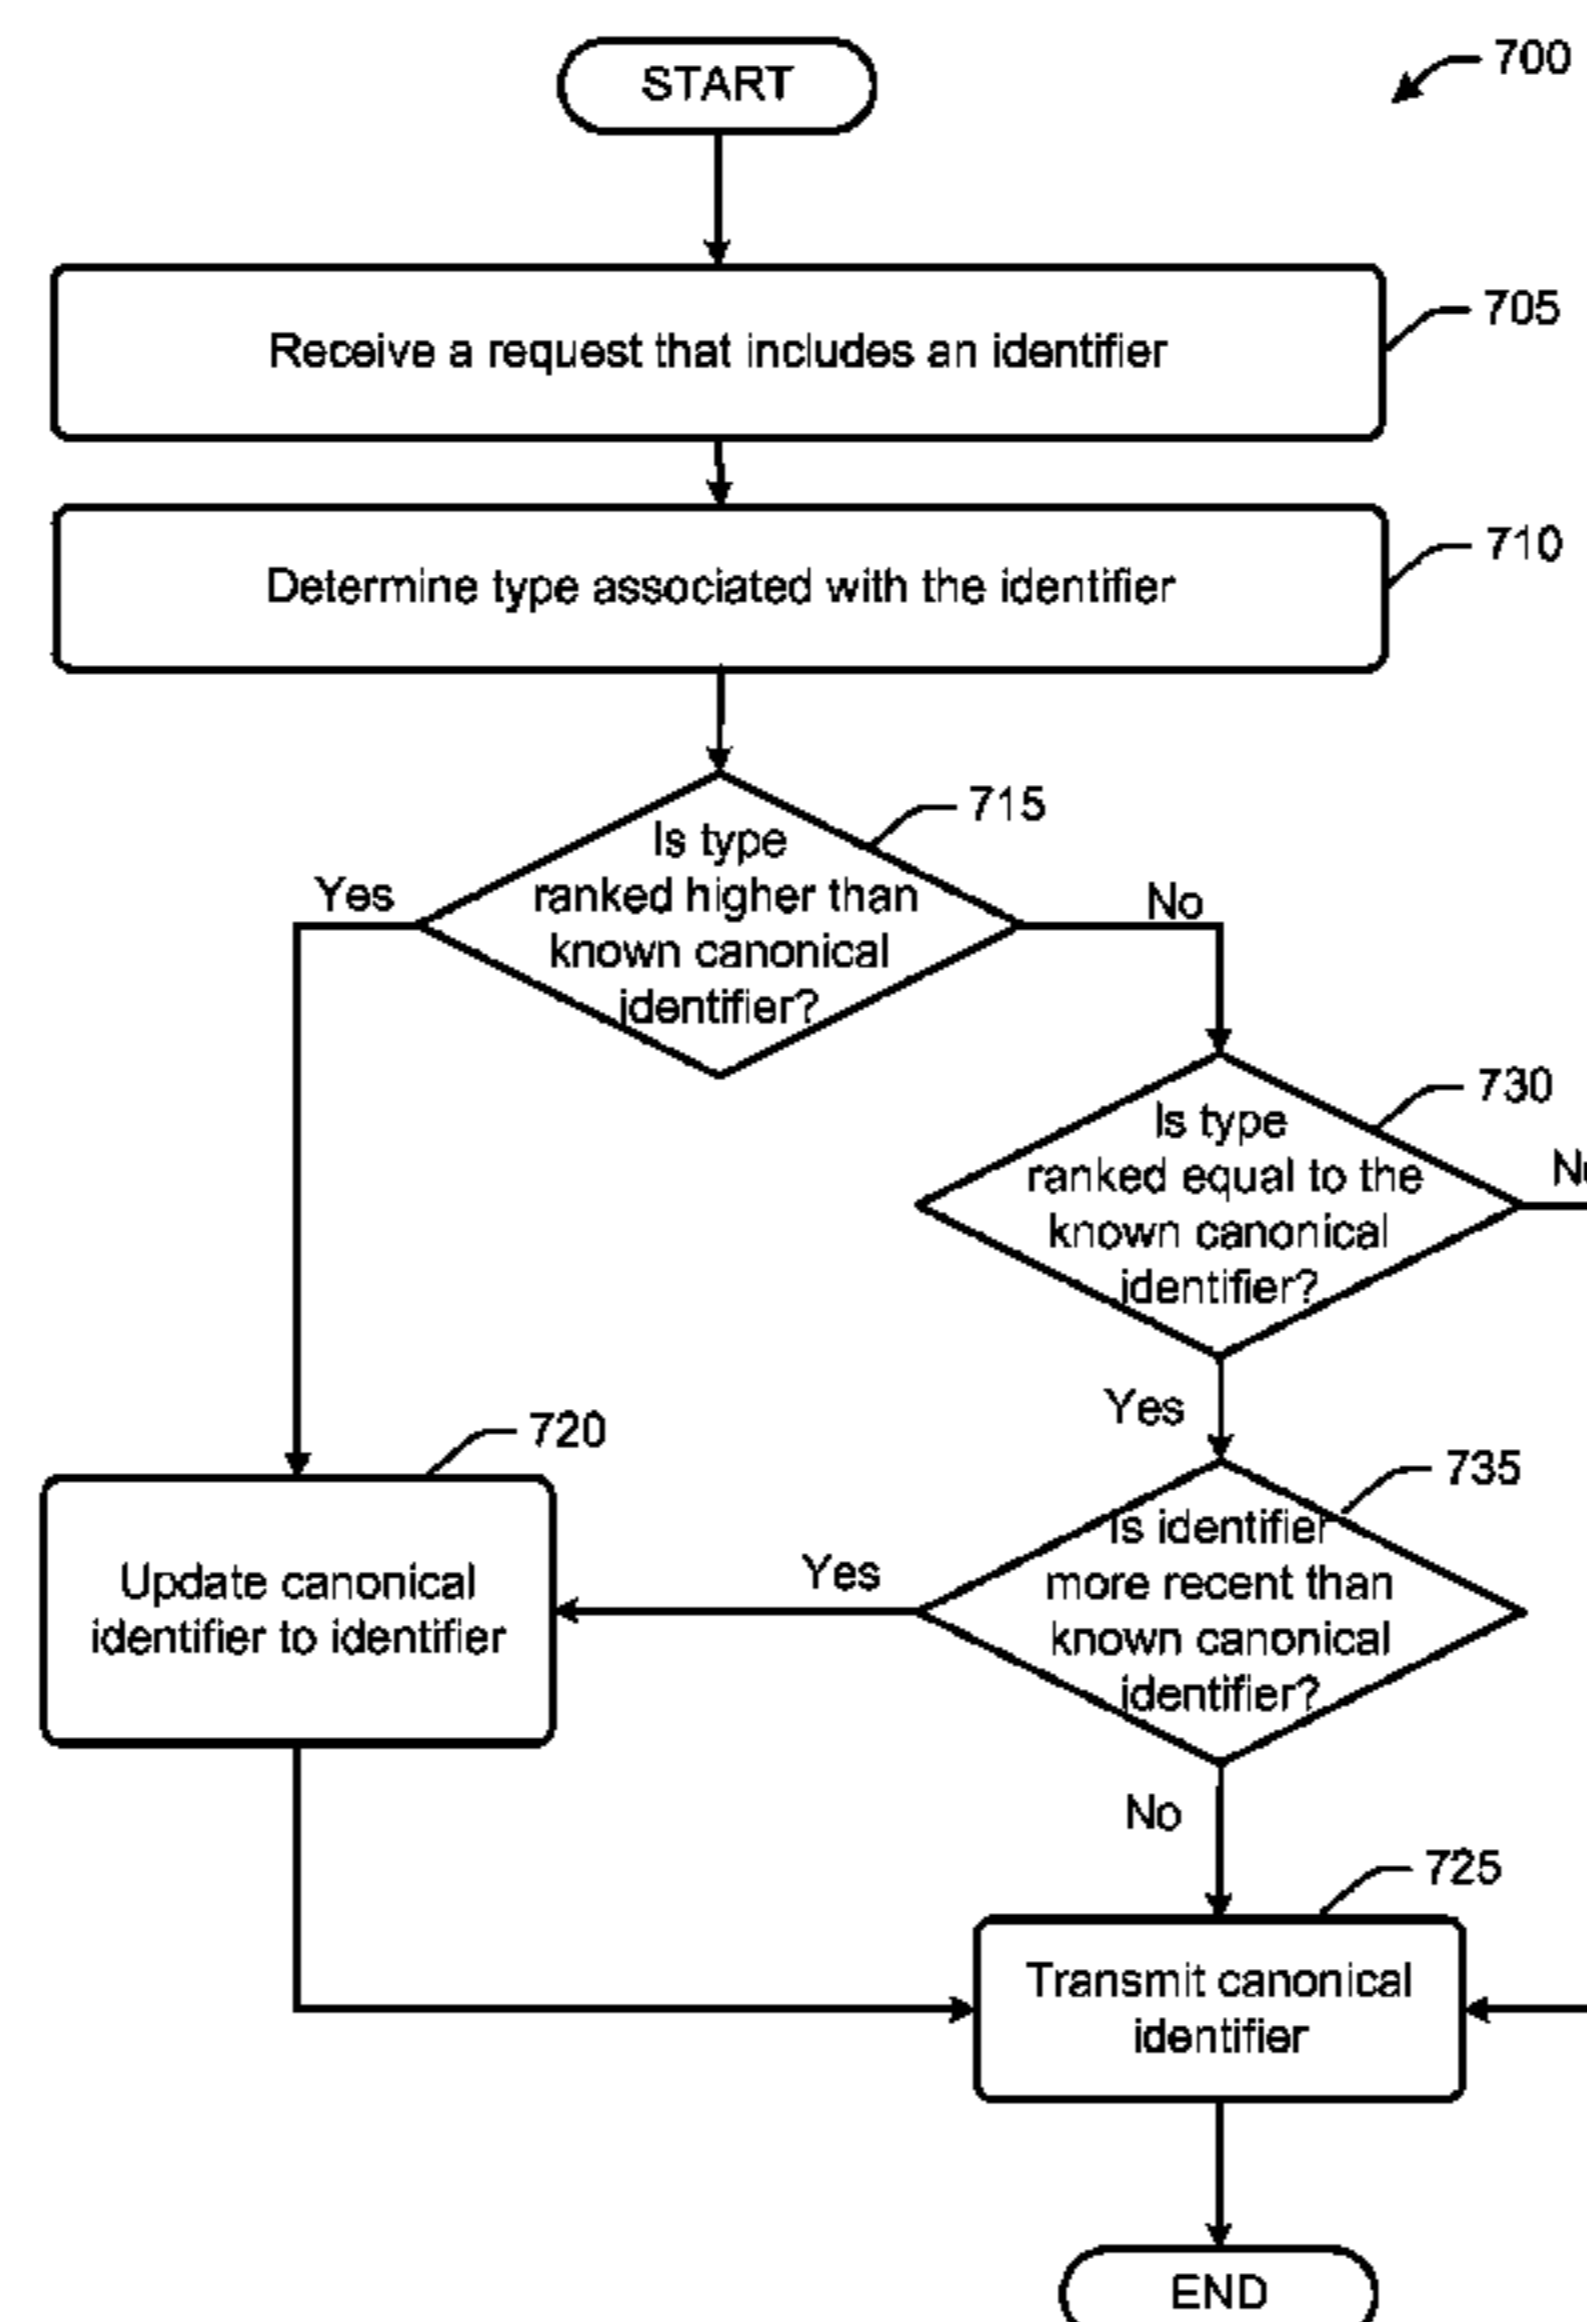 START
700
Receive a request that includes an identifier
705
Determine type associated with the identifier
710
Is type
ranked higher than
known canonical
identifier?
715
Yes
No
Is type
ranked equal to the
known canonical
identifier?
730
Yes
720
Update canonical
identifier to identifier
Is identifier
more recent than
known canonical
identifier?
735
Yes
No
Transmit canonical
identifier
725
END